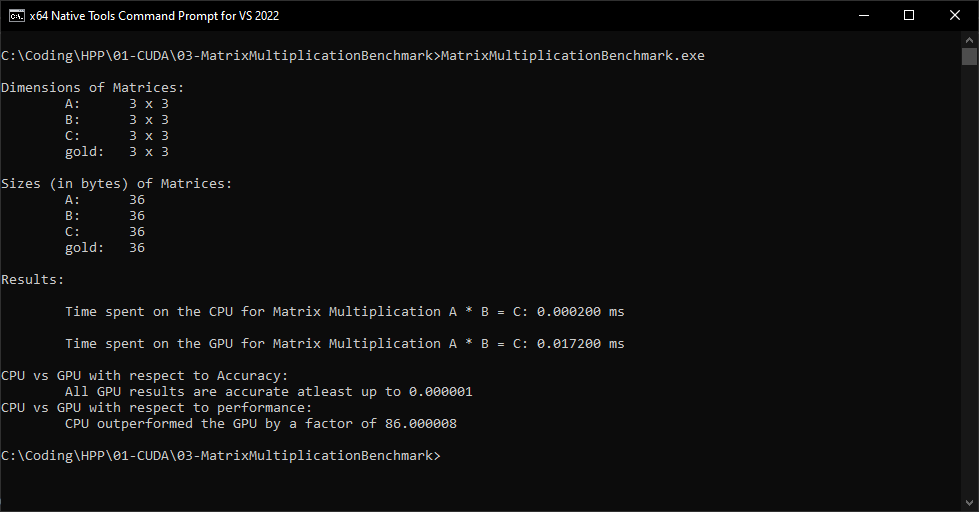 x64 Native Tools Command Prompt for VS 2022
C:\Coding\HPP\01-CUDA\03-MatrixMultiplicationBenchmark>MatrixMultiplicationBenchmark.exe
Dimensions of Matrices:
A: 3 x 3
B: 3 x 3
C: 3 x 3
gold: 3 x 3
Sizes (in bytes) of Matrices:
A: 36
B: 36
C: 36
gold: 36
Results:
Time spent on the CPU for Matrix Multiplication A * B = C: 0.000200 ms
Time spent on the GPU for Matrix Multiplication A * B = C: 0.017200 ms
CPU vs GPU with respect to Accuracy:
All GPU results are accurate atleast up to 0.000001
CPU vs GPU with respect to performance:
CPU outperformed the GPU by a factor of 86.000008
C:\Coding\HPP\01-CUDA\03-MatrixMultiplicationBenchmark>